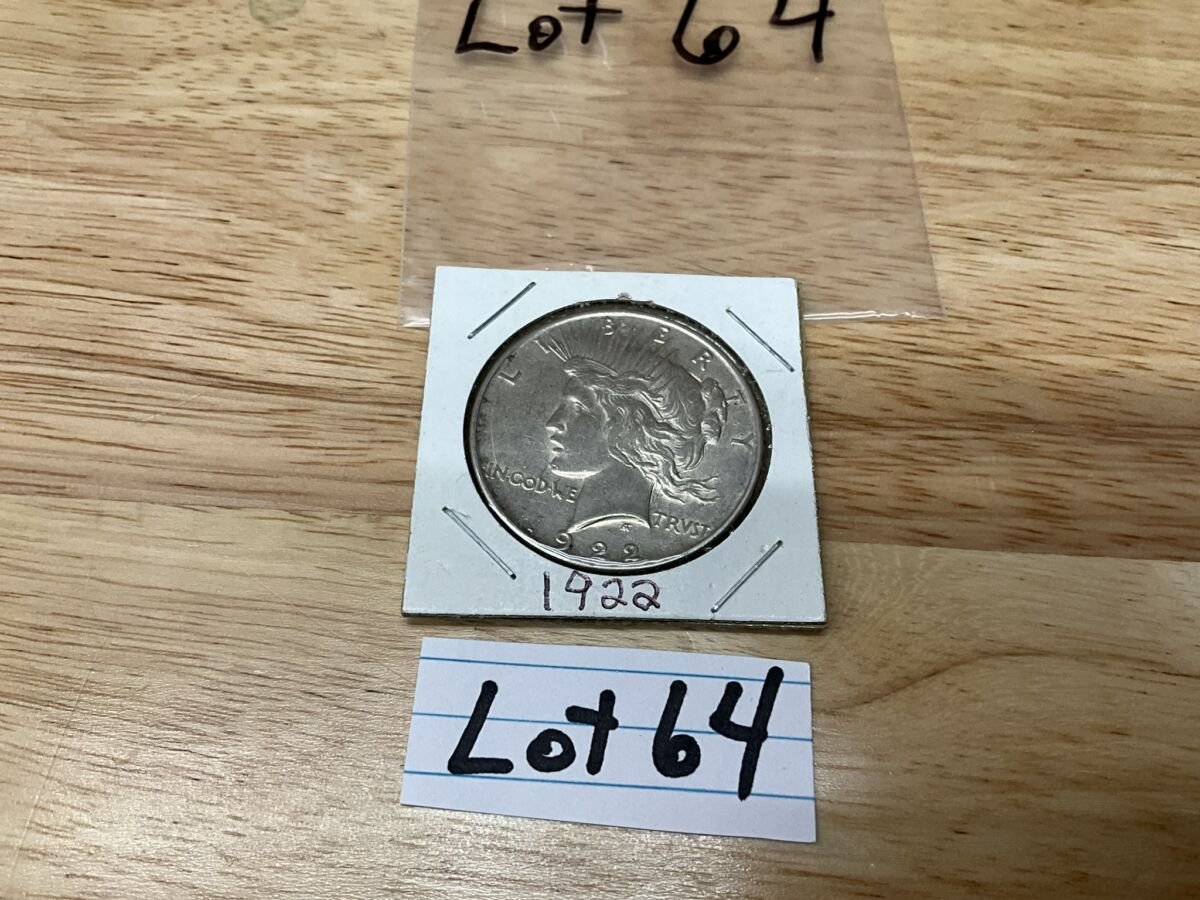 Lot 64
LIBERTY
IN·GOD·WE TRVST
1922
1922
Lot 64